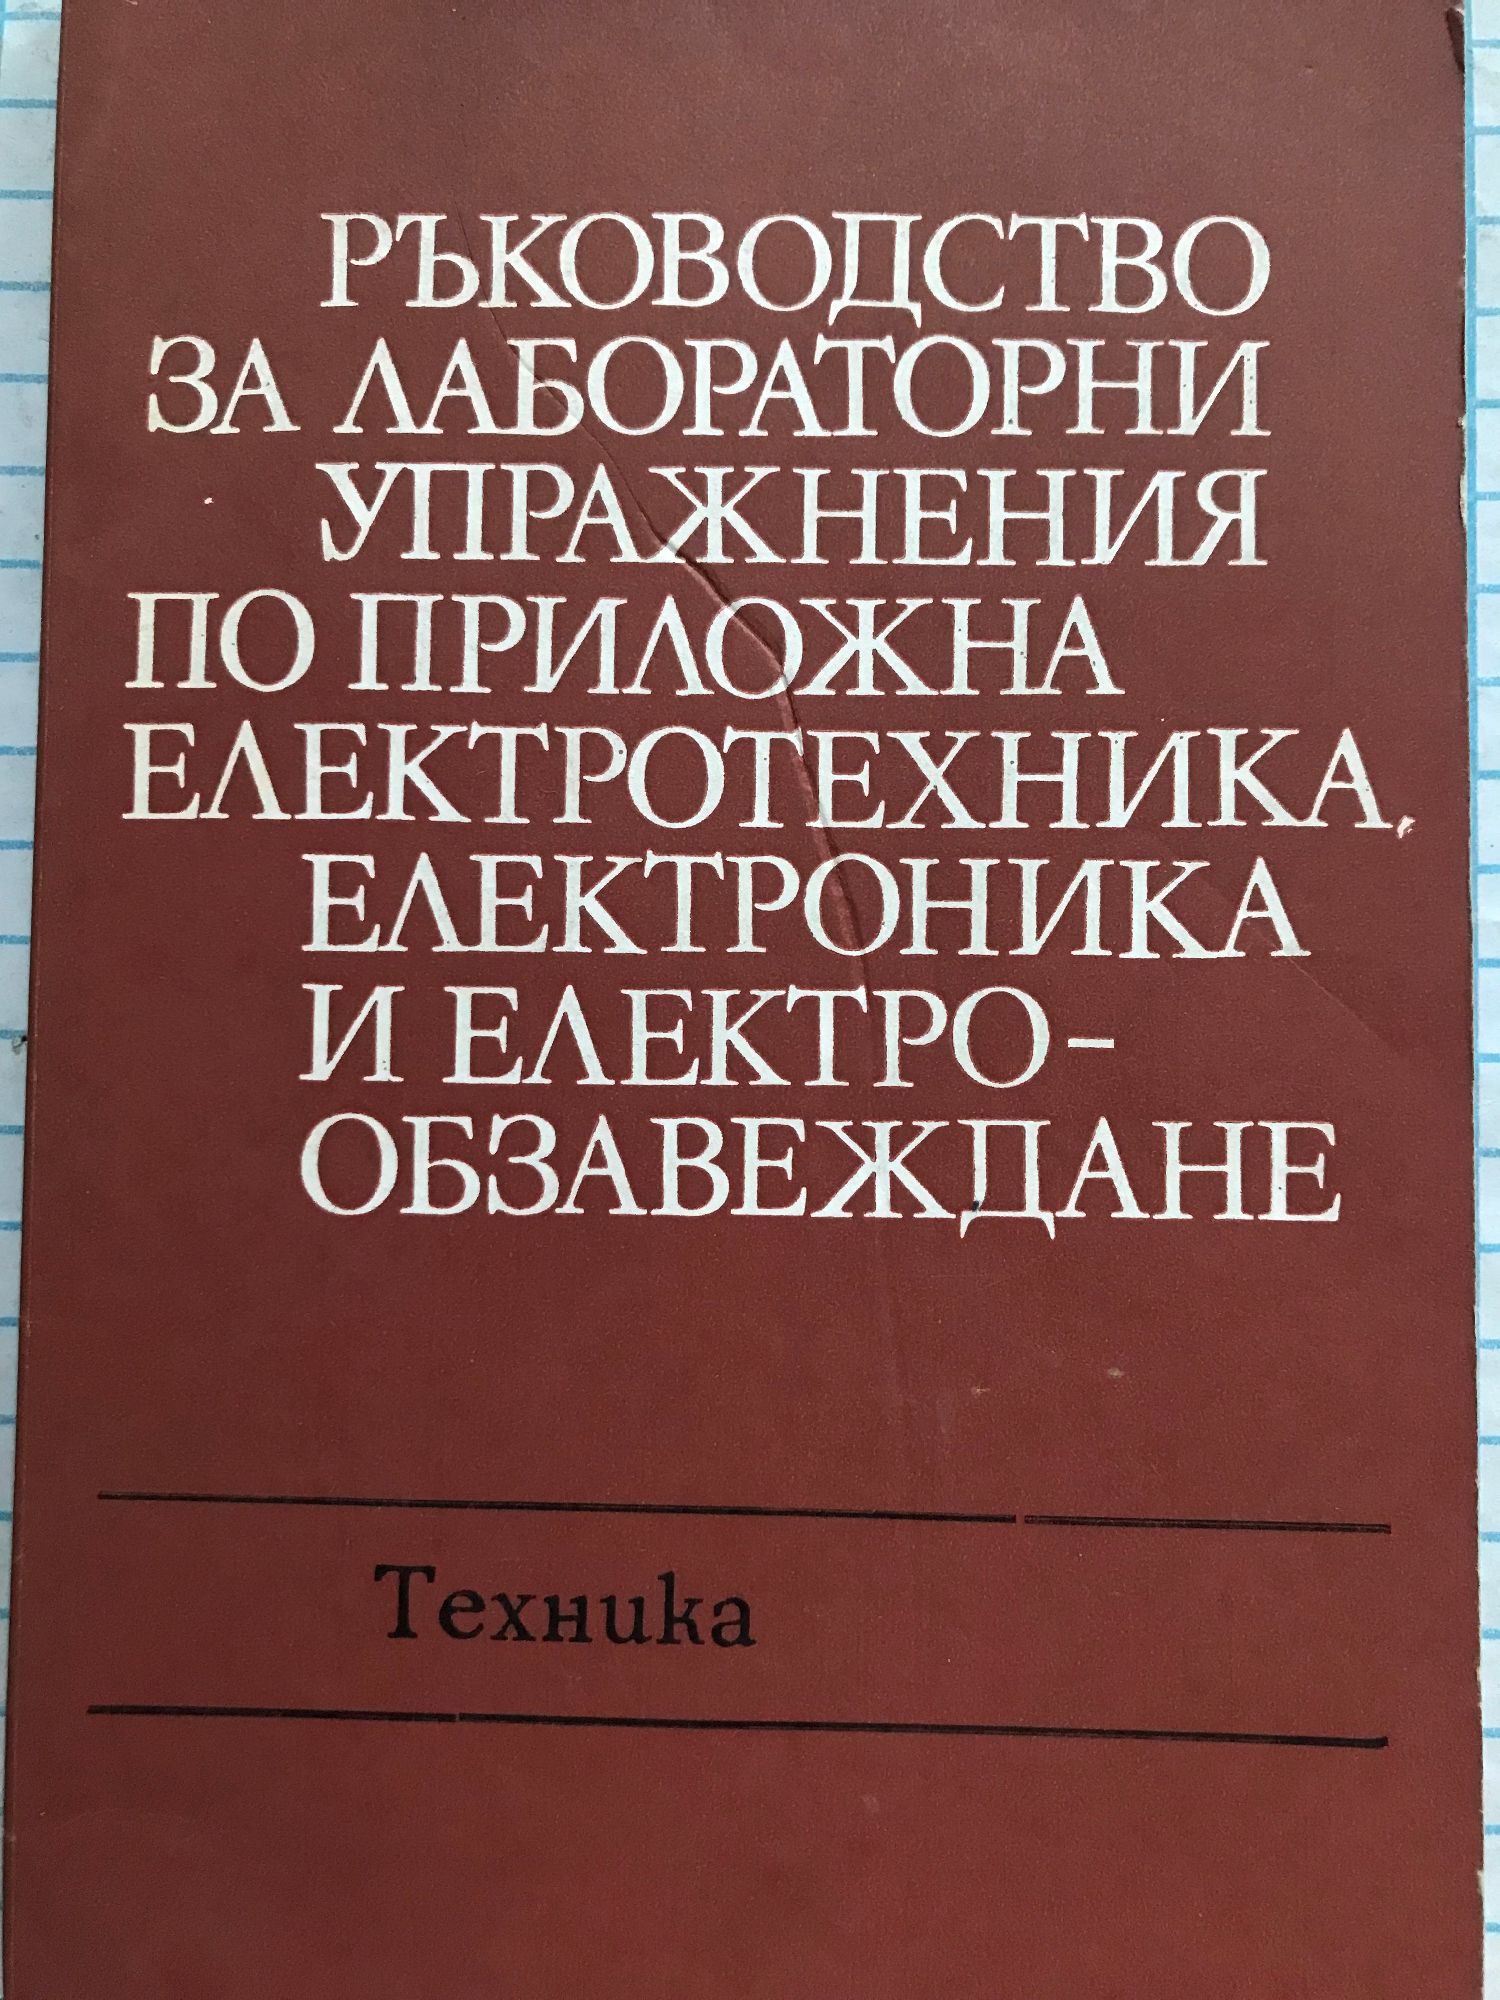 РЪКОВОДСТВО
ЗА ЛАБОРАТОРНИ
УПРАЖНЕНИЯ
ПО ПРИЛОЖНА
ЕЛЕКТРОТЕХНИКА,
ЕЛЕКТРОНИКА
И ЕЛЕКТРО-
ОБЗАВЕЖДАНЕ
Техника